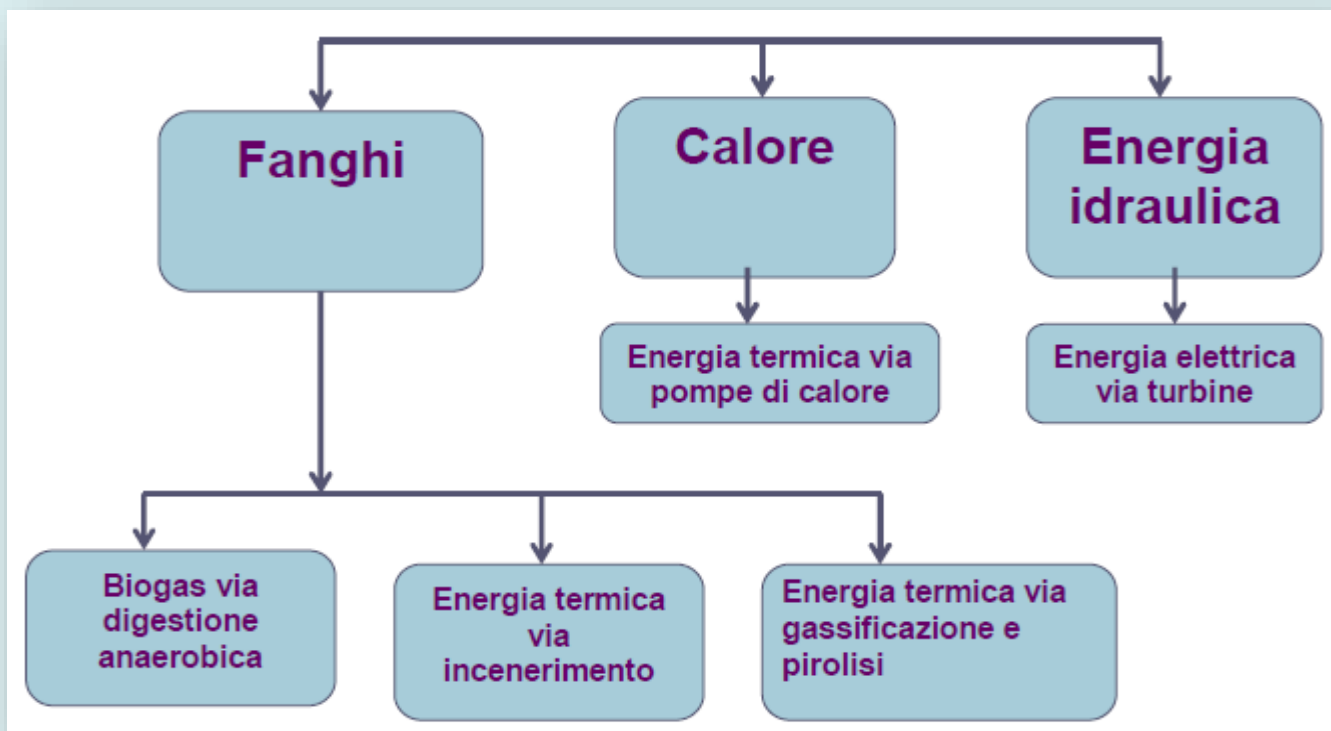 Fanghi
Calore
Energia
idraulica
Energia termica via
pompe di calore
Energia elettrica
via turbine
Biogas via
digestione
anaerobica
Energia termica
via
incenerimento
Energia termica via
gassificazione e
pirolisi